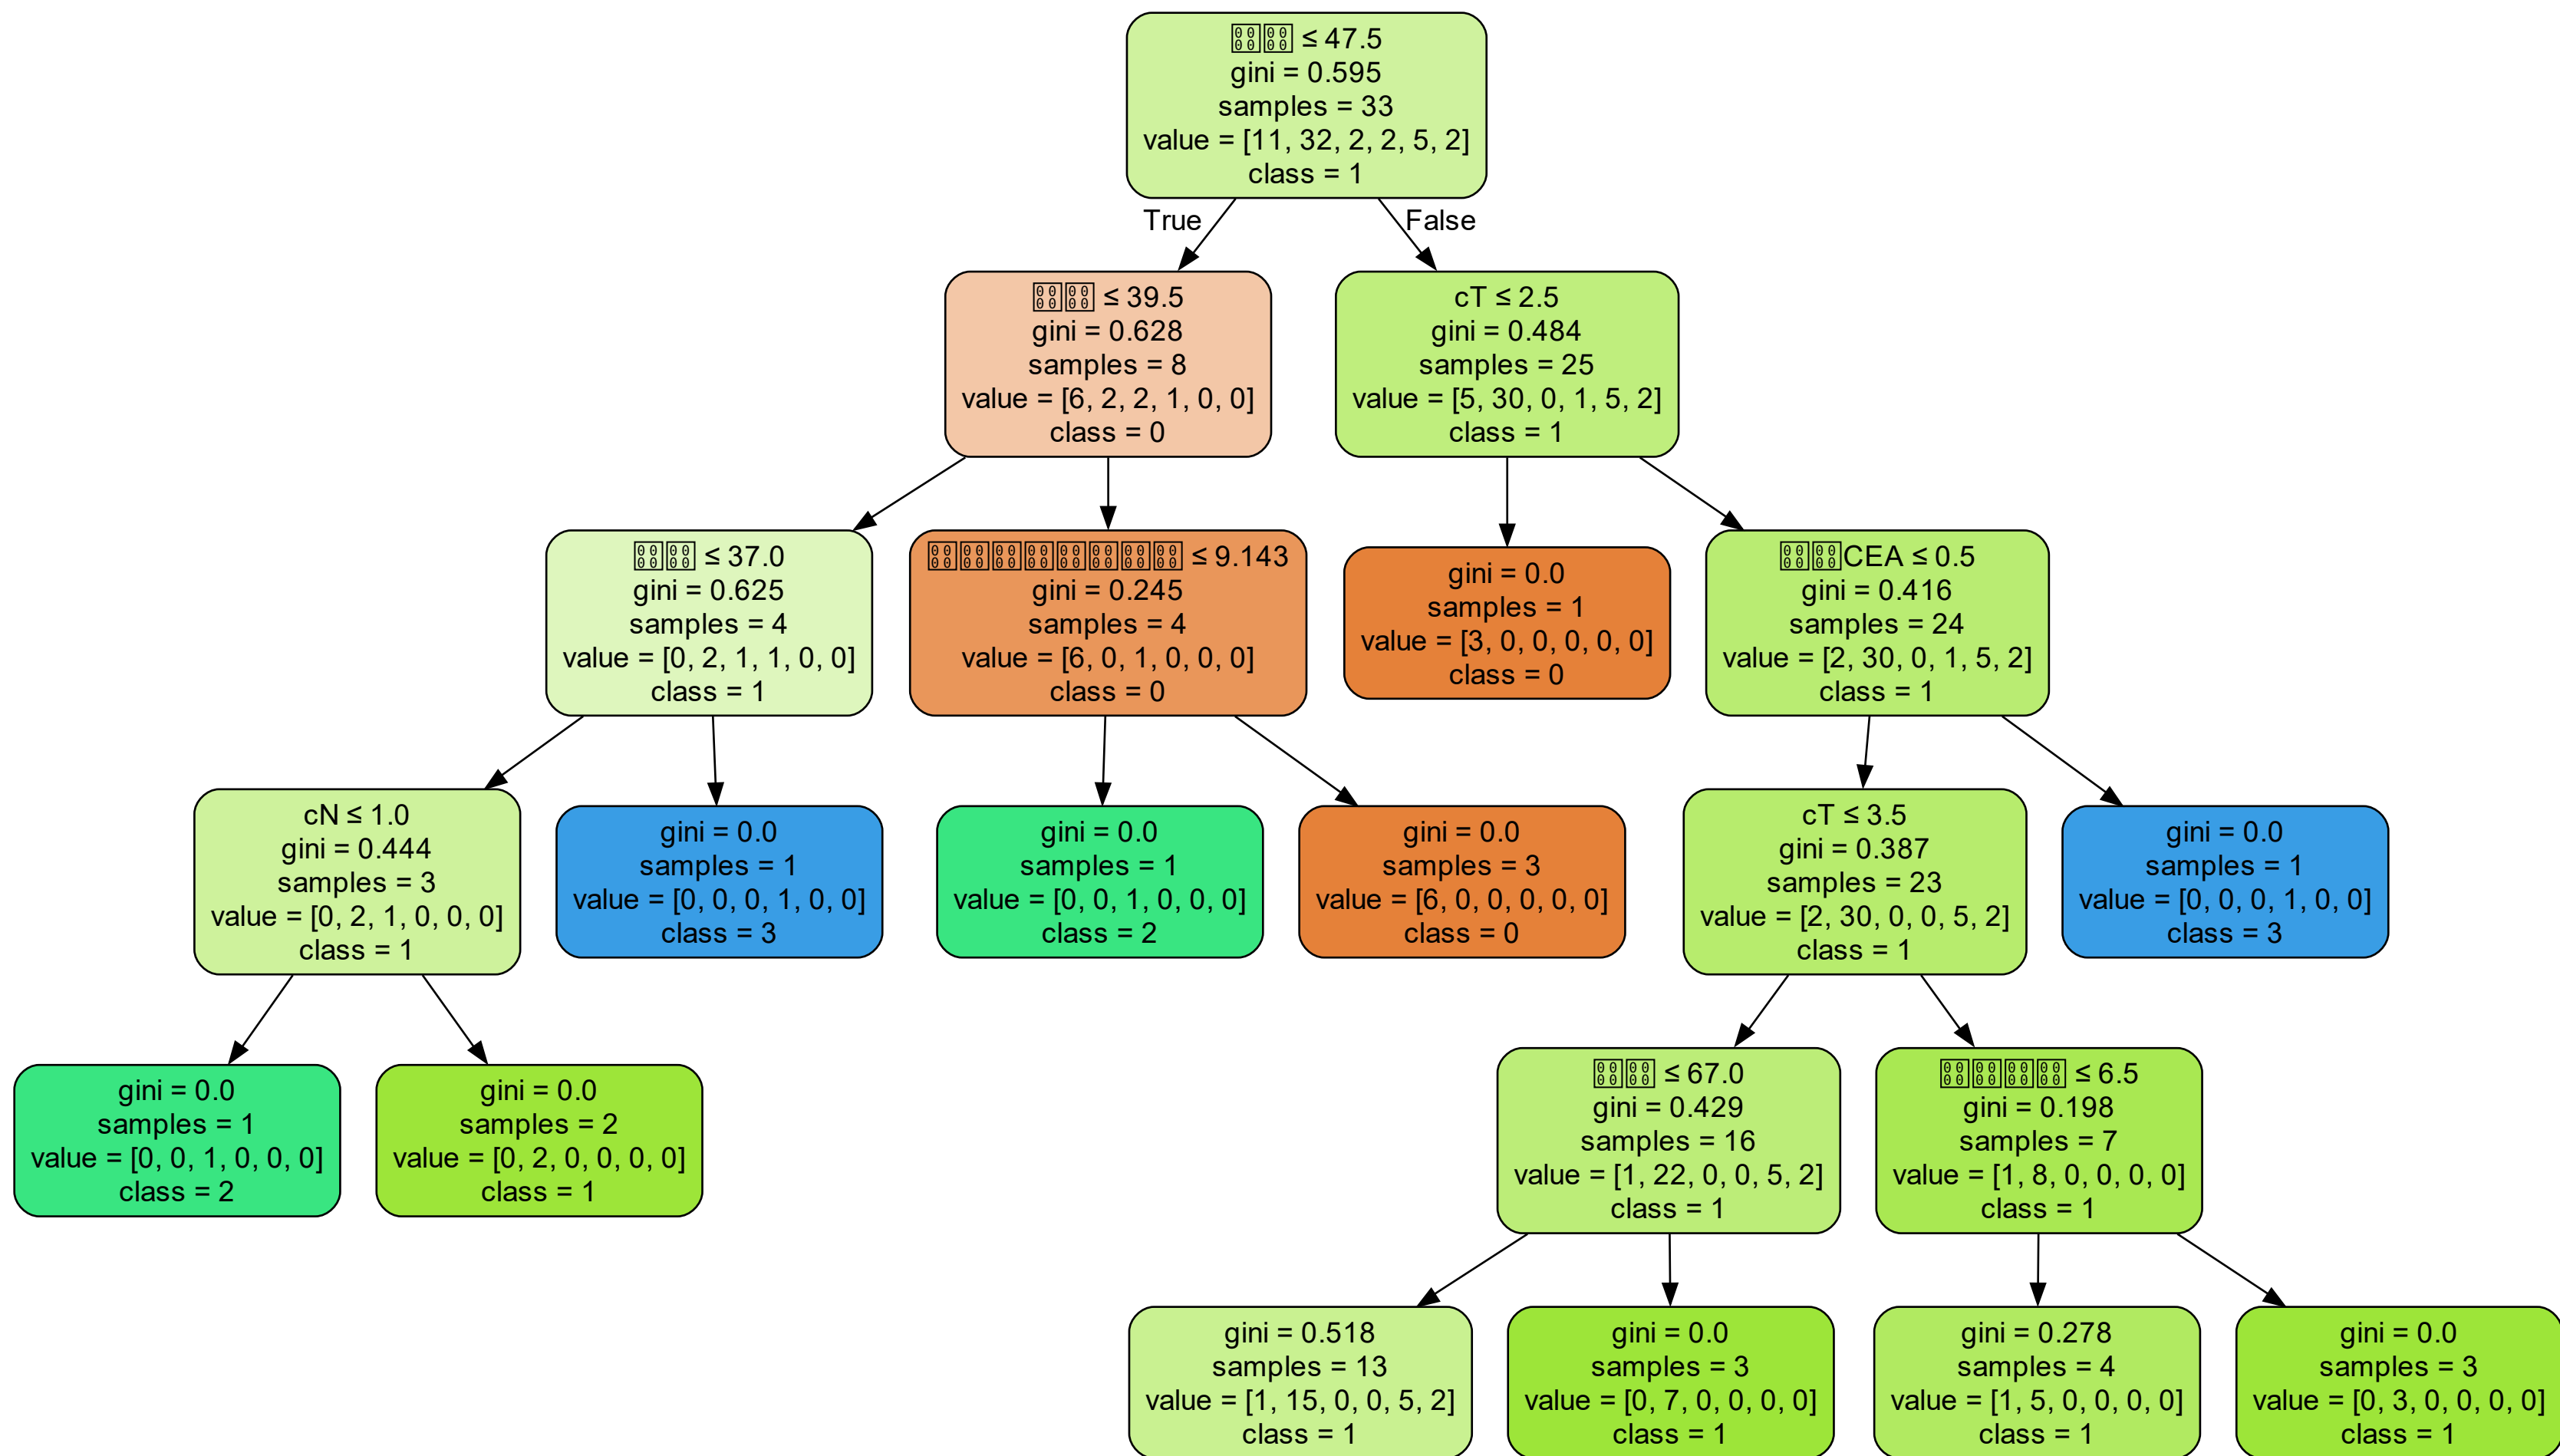 ≤ 47.5
gini = 0.595
samples = 33
value = [11, 32, 2, 2, 5, 2]
class = 1
True
False
≤ 39.5
gini = 0.628
samples = 8
value = [6, 2, 2, 1, 0, 0]
class = 0
cT ≤ 2.5
gini = 0.484
samples = 25
value = [5, 30, 0, 1, 5, 2]
class = 1
≤ 37.0
gini = 0.625
samples = 4
value = [0, 2, 1, 1, 0, 0]
class = 1
≤ 9.143
gini = 0.245
samples = 4
value = [6, 0, 1, 0, 0, 0]
class = 0
gini = 0.0
samples = 1
value = [3, 0, 0, 0, 0, 0]
class = 0
CEA ≤ 0.5
gini = 0.416
samples = 24
value = [2, 30, 0, 1, 5, 2]
class = 1
cN ≤ 1.0
gini = 0.444
samples = 3
value = [0, 2, 1, 0, 0, 0]
class = 1
gini = 0.0
samples = 1
value = [0, 0, 0, 1, 0, 0]
class = 3
gini = 0.0
samples = 1
value = [0, 0, 1, 0, 0, 0]
class = 2
gini = 0.0
samples = 3
value = [6, 0, 0, 0, 0, 0]
class = 0
cT ≤ 3.5
gini = 0.387
samples = 23
value = [2, 30, 0, 0, 5, 2]
class = 1
gini = 0.0
samples = 1
value = [0, 0, 0, 1, 0, 0]
class = 3
gini = 0.0
samples = 1
value = [0, 0, 1, 0, 0, 0]
class = 2
gini = 0.0
samples = 2
value = [0, 2, 0, 0, 0, 0]
class = 1
≤ 67.0
gini = 0.429
samples = 16
value = [1, 22, 0, 0, 5, 2]
class = 1
≤ 6.5
gini = 0.198
samples = 7
value = [1, 8, 0, 0, 0, 0]
class = 1
gini = 0.518
samples = 13
value = [1, 15, 0, 0, 5, 2]
class = 1
gini = 0.0
samples = 3
value = [0, 7, 0, 0, 0, 0]
class = 1
gini = 0.278
samples = 4
value = [1, 5, 0, 0, 0, 0]
class = 1
gini = 0.0
samples = 3
value = [0, 3, 0, 0, 0, 0]
class = 1